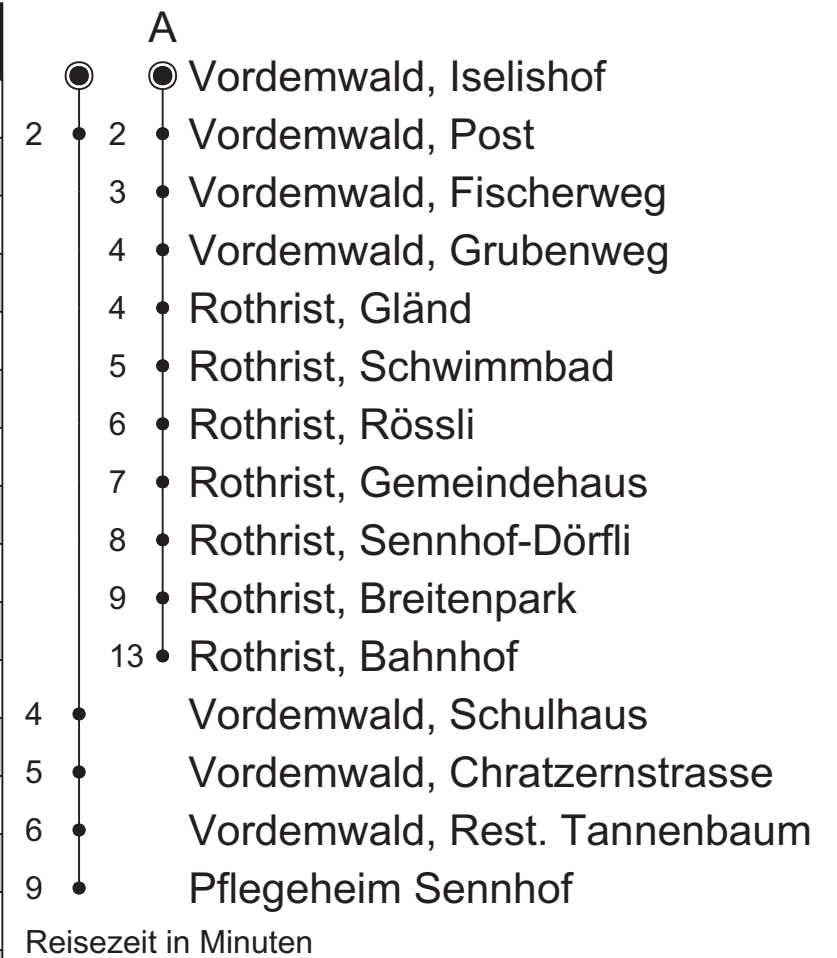 A
Vordemwald, Iselishof
2 2 Vordemwald, Post
3 Vordemwald, Fischerweg
4 Vordemwald, Grubenweg
4 Rothrist, Gländ
5 Rothrist, Schwimmbad
6 Rothrist, Rössli
7 Rothrist, Gemeindehaus
8 Rothrist, Sennhof-Dörfli
9 Rothrist, Breitenpark
13 Rothrist, Bahnhof
4 Vordemwald, Schulhaus
5 Vordemwald, Chratzernstrasse
6 Vordemwald, Rest. Tannenbaum
9 Pflegeheim Sennhof
Reisezeit in Minuten